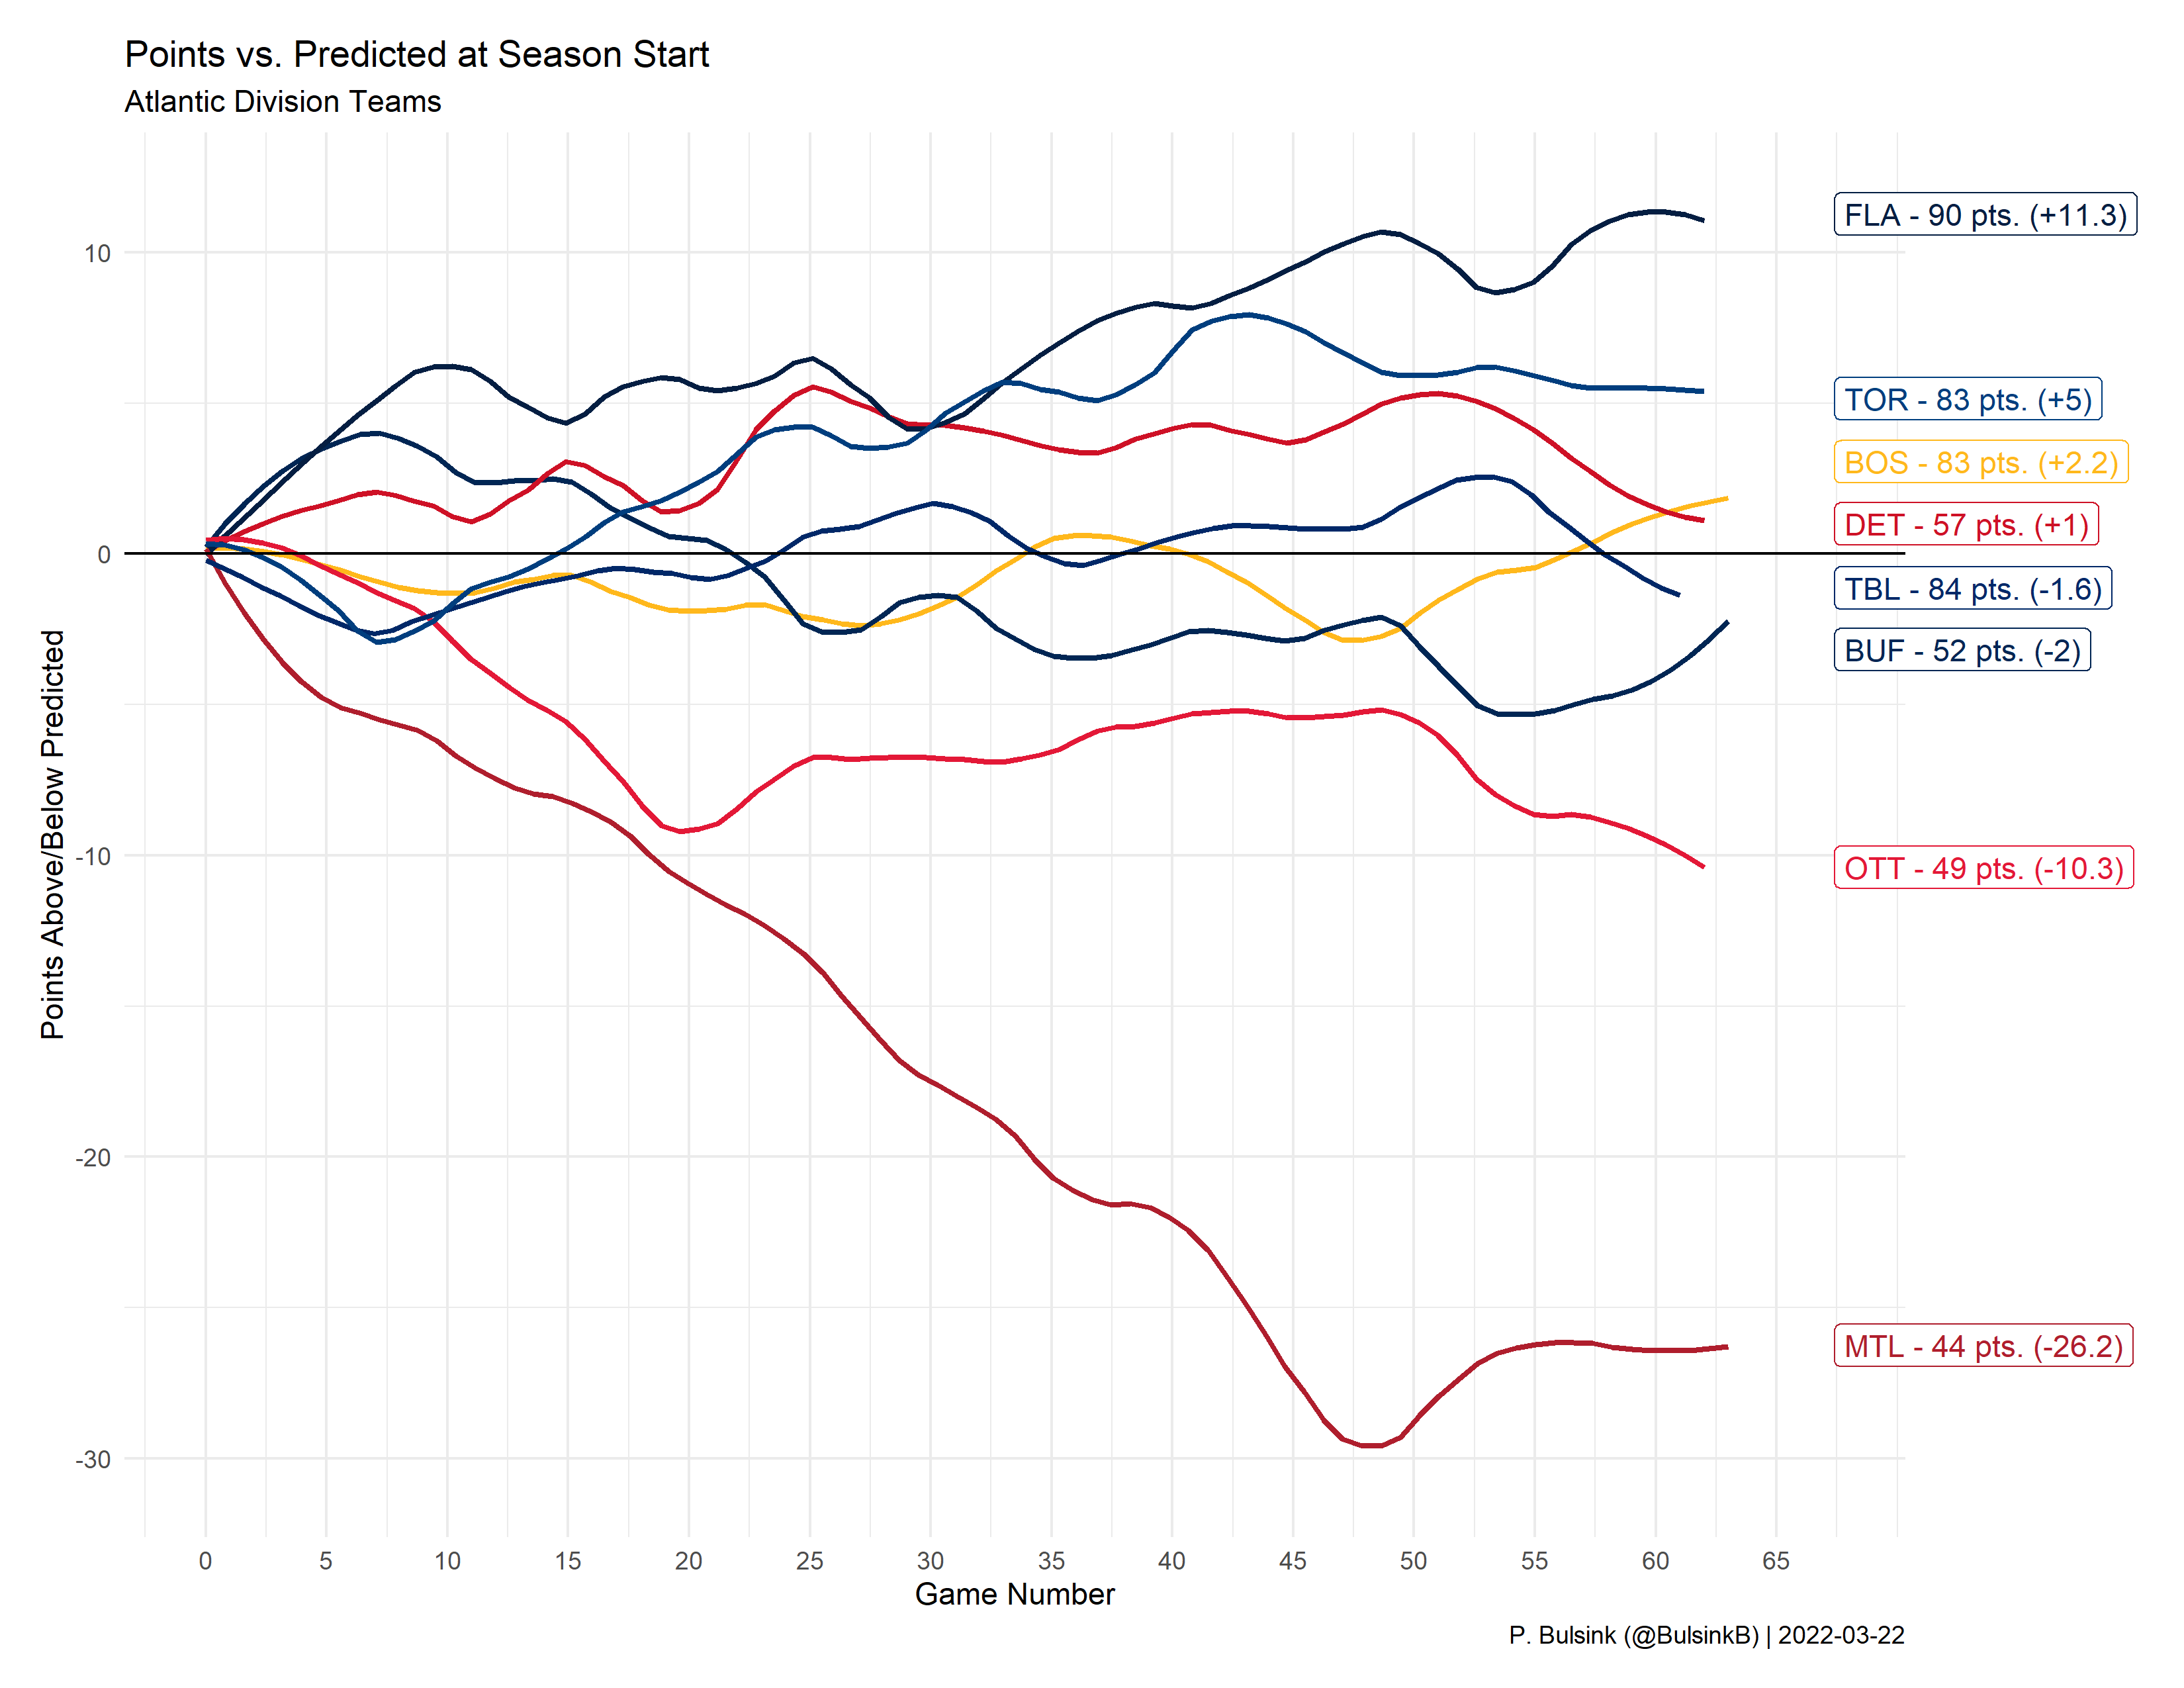 Points vs. Predicted at Season Start
Atlantic Division Teams
Points Above/Below Predicted
10
0
-10
-20
-30
FLA - 90 pts. (+11.3)
TOR - 83 pts. (+5)
BOS - 83 pts. (+2.2)
DET - 57 pts. (+1)
TBL - 84 pts. (-1.6)
BUF - 52 pts. (-2)
OTT - 49 pts. (-10.3)
MTL - 44 pts. (-26.2)
0 5 10 15 20 25 30 35 40 45 50 55 60 65
Game Number
P. Bulsink (@BulsinkB) | 2022-03-22